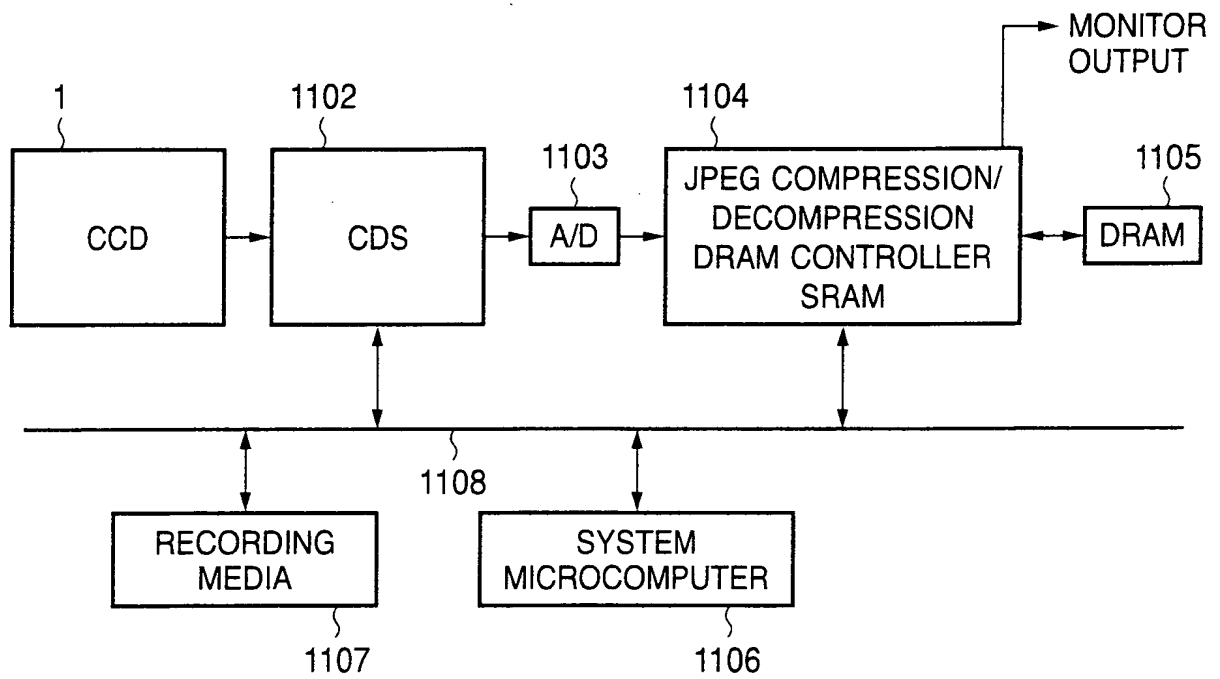 MONITOR
OUTPUT
1
1102
1103
1104
1105
CCD
CDS
A/D
JPEG COMPRESSION/
DECOMPRESSION
DRAM CONTROLLER
SRAM
DRAM
1108
RECORDING
MEDIA
SYSTEM
MICROCOMPUTER
1107
1106